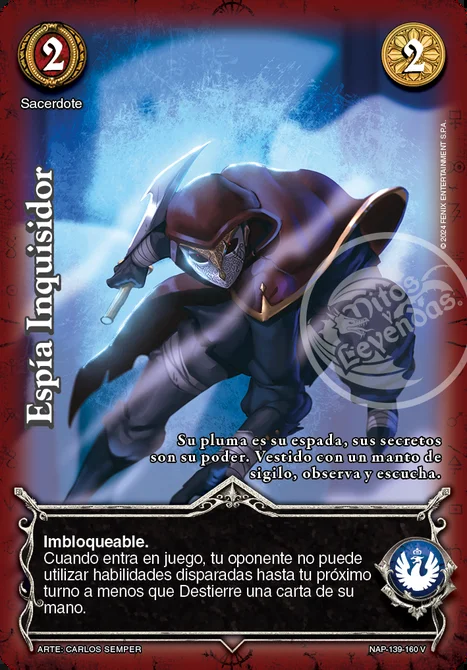 2
2
Sacerdote
Espía Inquisidor
© 2024 FENIX ENTERTAINMENT S.P.A.
Mitos
y
Leyendas.
Su pluma es su espada, sus secretos
son su poder. Vestido con un manto de
sigilo, observa y escucha.
Imbloqueable.
Cuando entra en juego, tu oponente no puede
utilizar habilidades disparadas hasta tu próximo
turno a menos que Destierre una carta de su
mano.
ARTE: CARLOS SEMPER
NAP-139-160 V